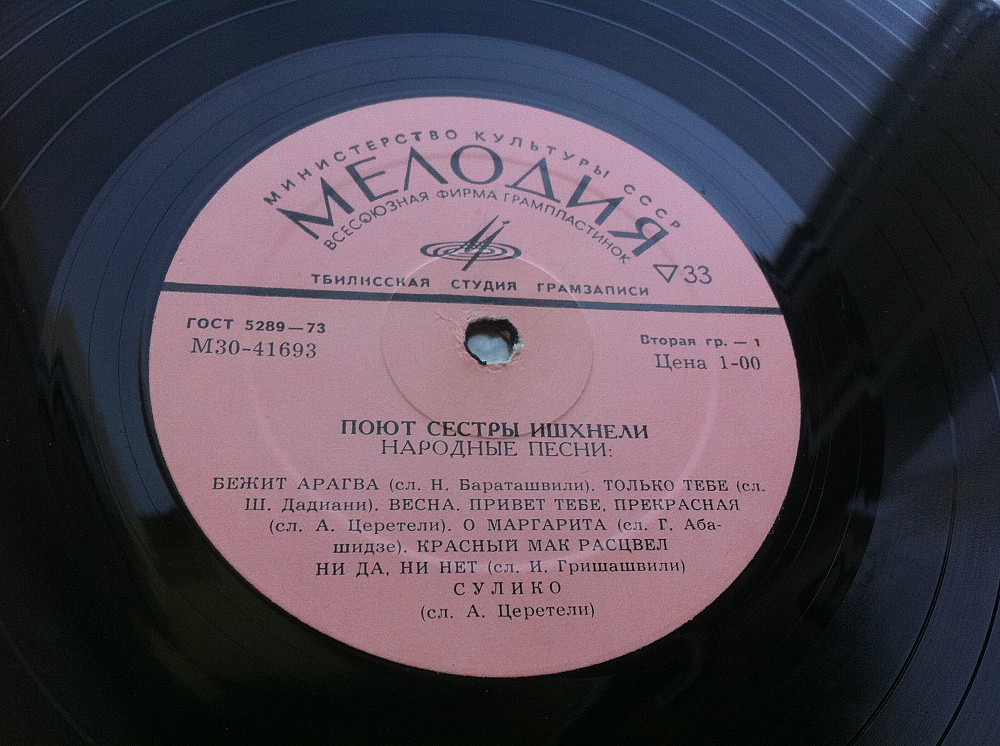 МИНИСТЕРСТВО КУЛЬТУРЫ СССР
МЕЛОДИЯ
ВСЕСОЮЗНАЯ ФИРМА ГРАМПЛАСТИНОК
33
ТБИЛИССКАЯ СТУДИЯ ГРАМЗАПИСИ
ГОСТ 5289—73
М30-41693
Вторая гр. — 1
Цена 1-00
ПОЮТ СЕСТРЫ ИШХНЕЛИ
НАРОДНЫЕ ПЕСНИ:
БЕЖИТ АРАГВА (сл. Н. Бараташвили). ТОЛЬКО ТЕБЕ (сл.
Ш. Дадиани). ВЕСНА. ПРИВЕТ ТЕБЕ, ПРЕКРАСНАЯ
(сл. А. Церетели). О МАРГАРИТА (сл. Г. Аба-
шидзе). КРАСНЫЙ МАК РАСЦВЕЛ
НИ ДА, НИ НЕТ (сл. И. Гришашвили)
СУЛИКО
(сл. А. Церетели)